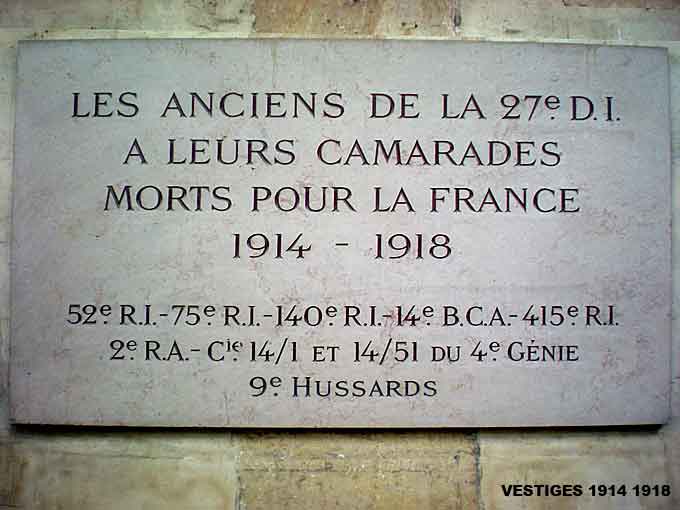 LES ANCIENS DE LA 27e. D.I.
A LEURS CAMARADES
MORTS POUR LA FRANCE
1914 - 1918
52e. R.I.-75e. R.I.-140e. R.I.-14e. B.C.A.-415e. R.I.
2e. R.A.- Cie. 14/1 ET 14/51 DU 4e. GÉNIE
9e. HUSSARDS
VESTIGES 1914 1918